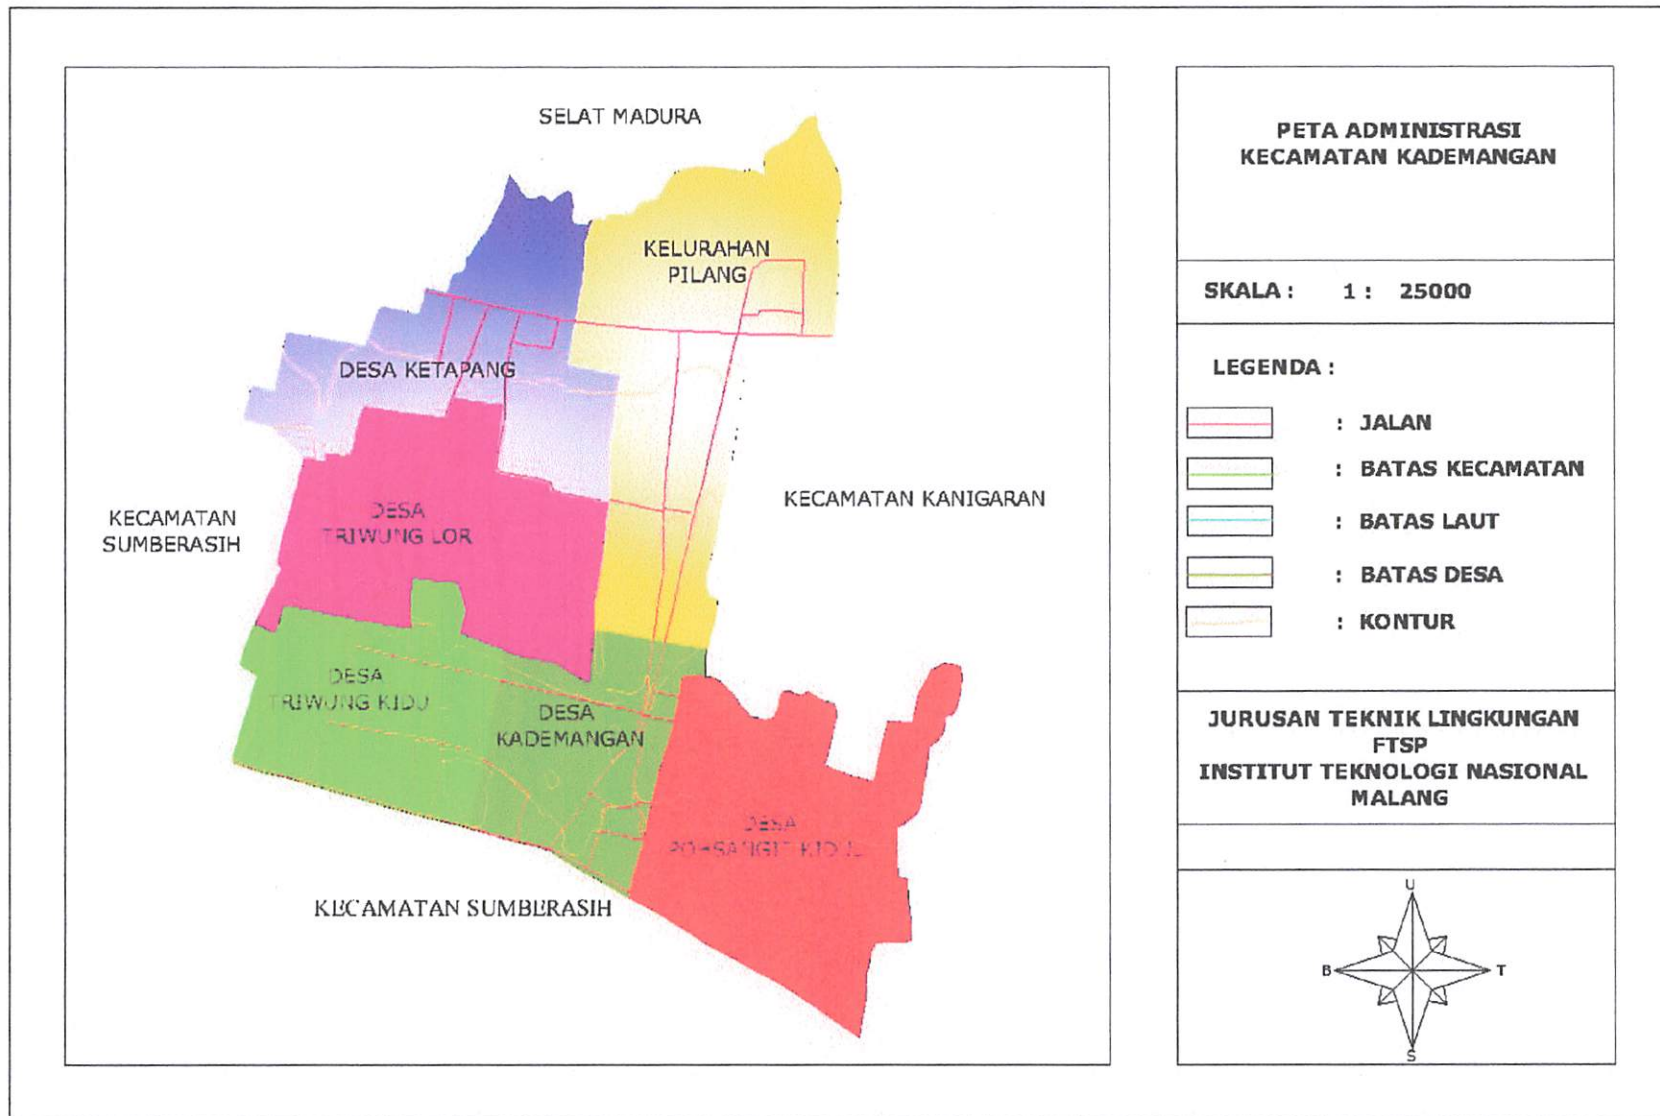 SELAT MADURA
KELURAHAN
PILANG
DESA KETAPANG
DESA
TRIWUNG LOR
KECAMATAN
SUMBERASIH
KECAMATAN KANIGARAN
DESA
TRIWUNG KIDU
DESA
KADEMANGAN
DESA
POHSANGIT KIDUL
KECAMATAN SUMBERASIH
PETA ADMINISTRASI
KECAMATAN KADEMANGAN
SKALA : 1 : 25000
LEGENDA :
: JALAN
: BATAS KECAMATAN
: BATAS LAUT
: BATAS DESA
: KONTUR
JURUSAN TEKNIK LINGKUNGAN
FTSP
INSTITUT TEKNOLOGI NASIONAL
MALANG
U
B
T
S